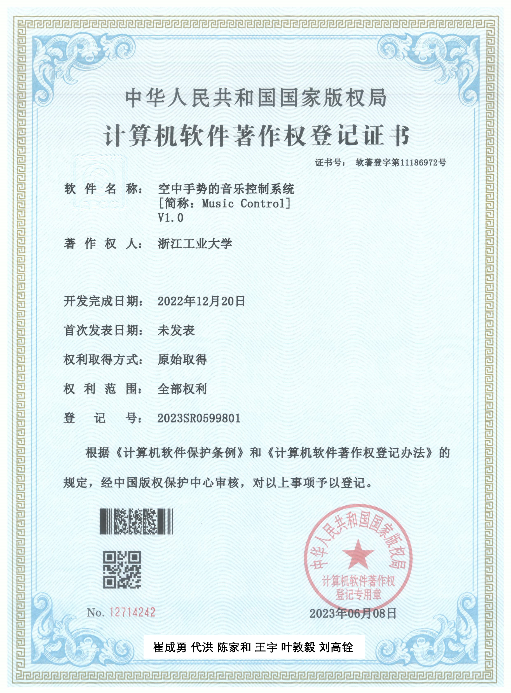 中华人民共和国国家版权局
计算机软件著作权登记证书
证书号： 软著登字第11186972号
软件名称： 空中手势的音乐控制系统
[简称：Music Control]
V1.0
著作权人： 浙江工业大学
开发完成日期： 2022年12月20日
首次发表日期： 未发表
权利取得方式： 原始取得
权利范围： 全部权利
登记号： 2023SR0599801
根据《计算机软件保护条例》和《计算机软件著作权登记办法》的
规定，经中国版权保护中心审核，对以上事项予以登记。
中华人民共和国国家版权局
计算机软件著作权
登记专用章
No. 12714242
2023年06月08日
崔成勇 代洪 陈家和 王宇 叶敦毅 刘高铨